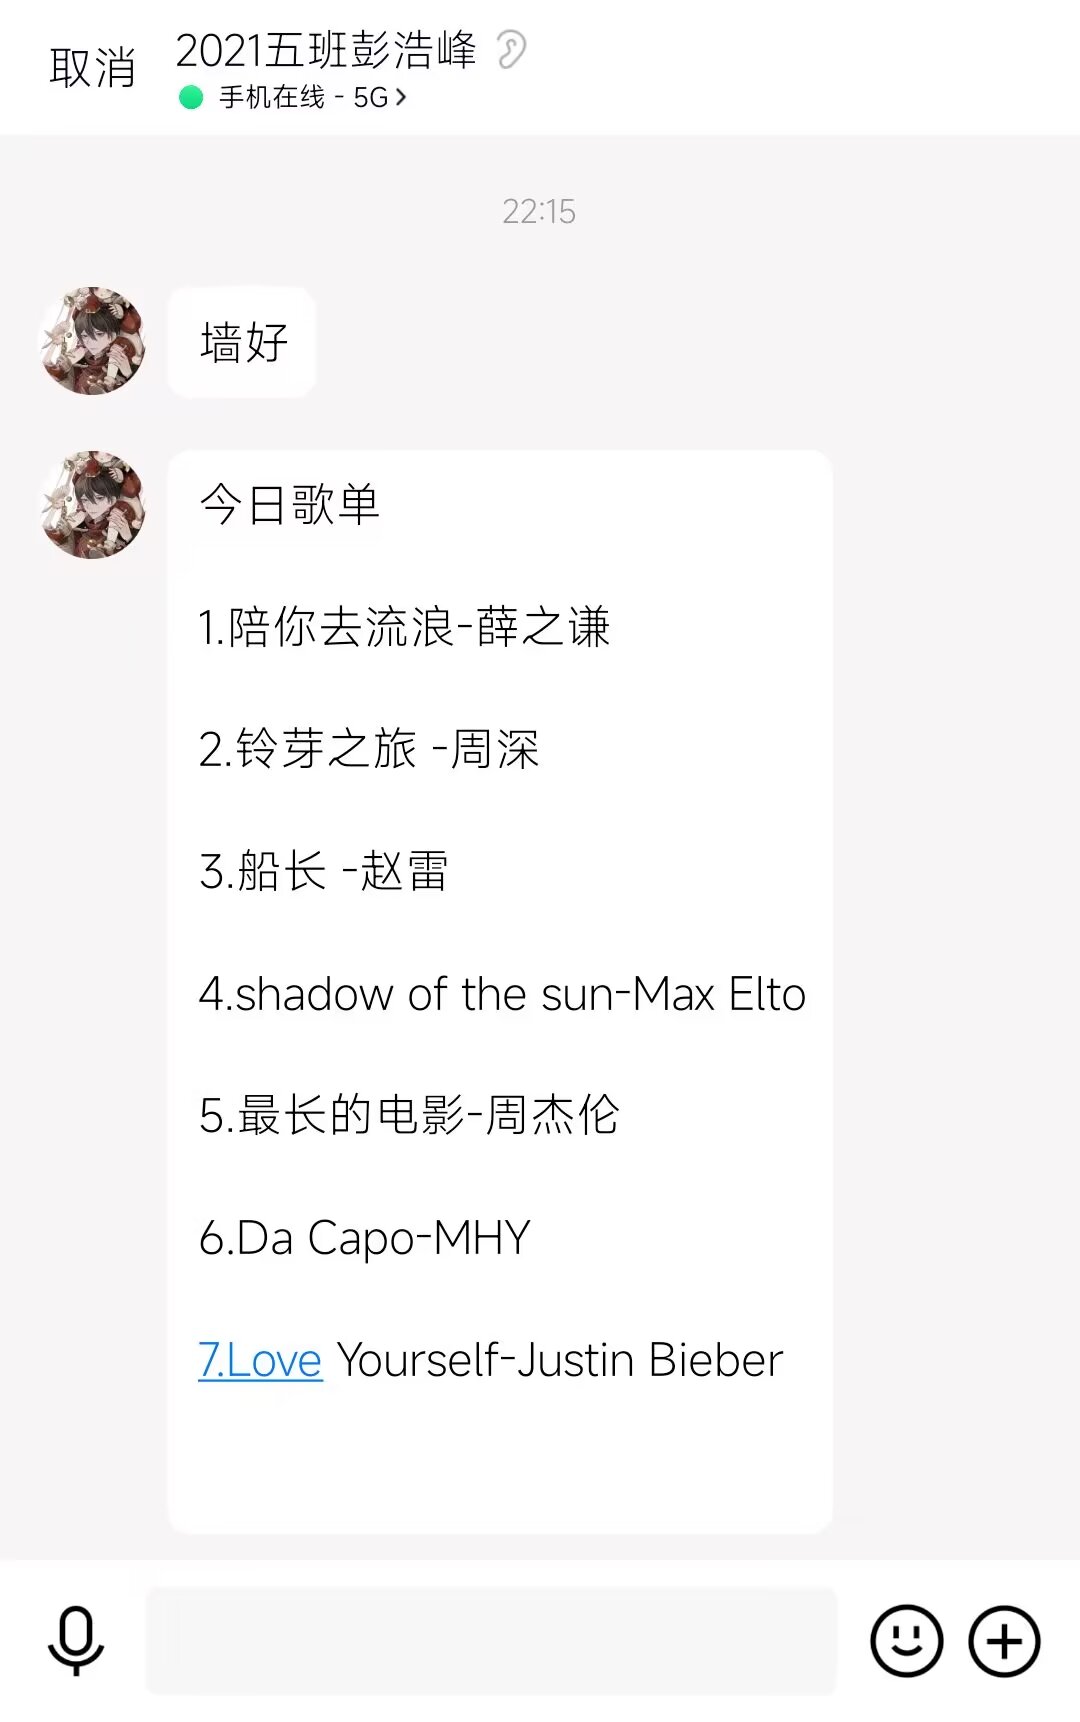 取消
2021五班彭浩峰
手机在线 - 5G
22:15
墙好
今日歌单
1.陪你去流浪-薛之谦
2.铃芽之旅 -周深
3.船长 -赵雷
4.shadow of the sun-Max Elto
5.最长的电影-周杰伦
6.Da Capo-MHY
7.Love Yourself-Justin Bieber